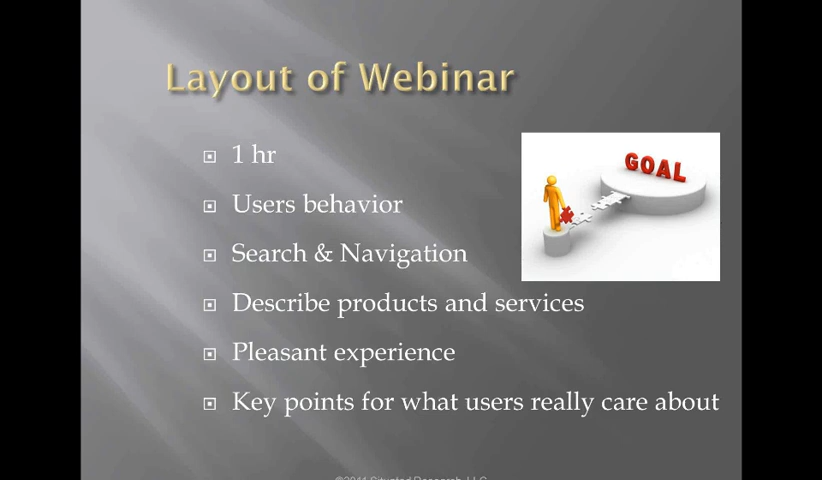 Layout of Webinar
1 hr
GOAL
Users behavior
Search & Navigation
Describe products and services
Pleasant experience
Key points for what users really care about